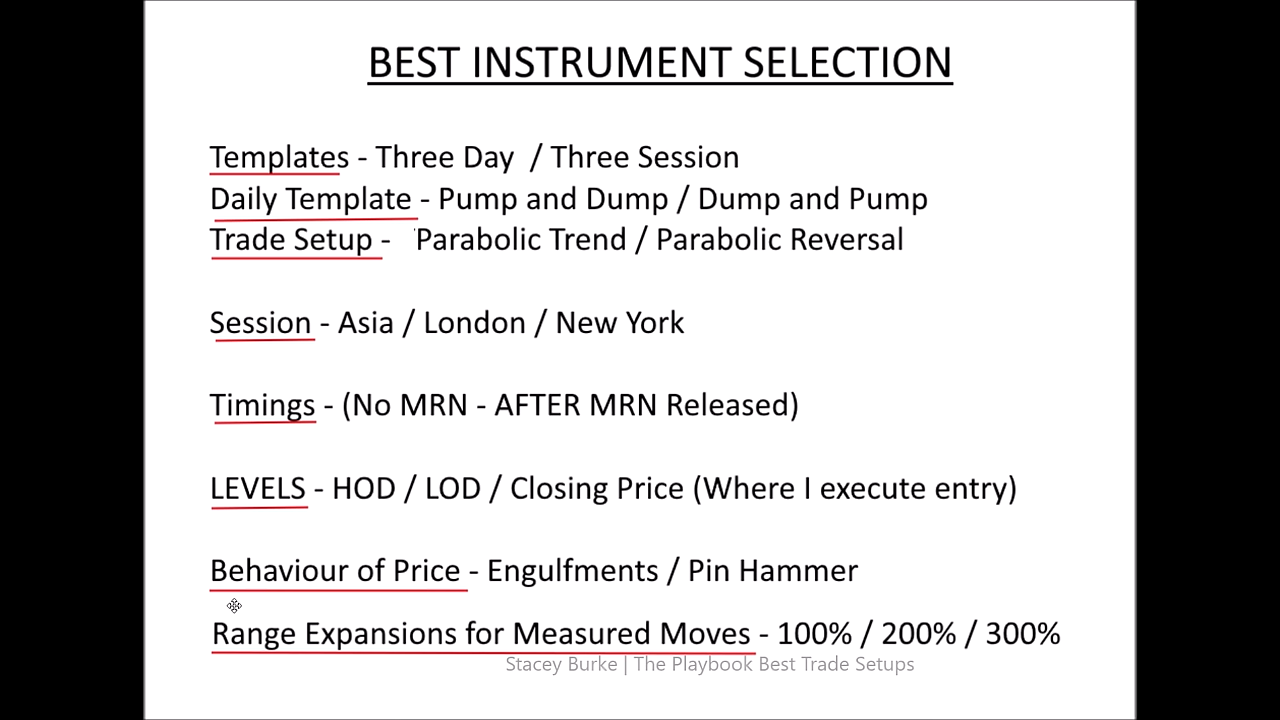 BEST INSTRUMENT SELECTION
Templates - Three Day / Three Session
Daily Template - Pump and Dump / Dump and Pump
Trade Setup - Parabolic Trend / Parabolic Reversal
Session - Asia / London / New York
Timings - (No MRN - AFTER MRN Released)
LEVELS - HOD / LOD / Closing Price (Where I execute entry)
Behaviour of Price - Engulfments / Pin Hammer
Range Expansions for Measured Moves - 100% / 200% / 300%
Stacey Burke | The Playbook Best Trade Setups